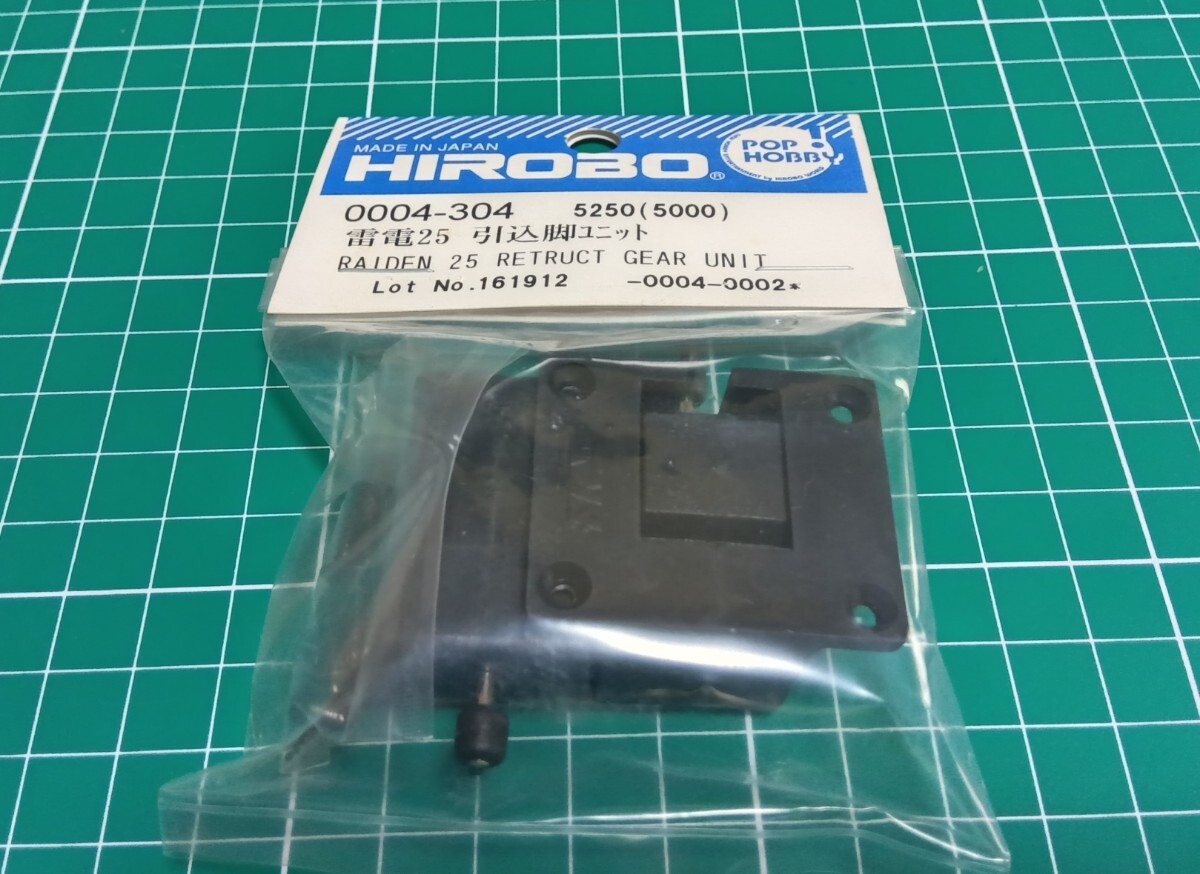 MADE IN JAPAN
HIROBO®
POP!
HOBBY
0004-304 5250(5000)
雷電25 引込脚ユニット
RAIDEN 25 RETRUCT GEAR UNIT
Lot No.161912 -0004-0002*